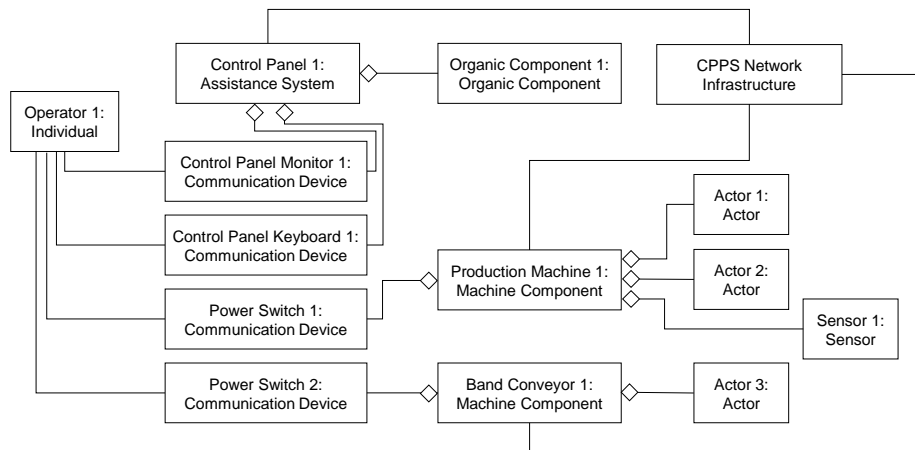 Control Panel 1:
Assistance System
Organic Component 1:
Organic Component
CPPS Network
Infrastructure
Operator 1:
Individual
Control Panel Monitor 1:
Communication Device
Actor 1:
Actor
Control Panel Keyboard 1:
Communication Device
Production Machine 1:
Machine Component
Actor 2:
Actor
Power Switch 1:
Communication Device
Sensor 1:
Sensor
Power Switch 2:
Communication Device
Band Conveyor 1:
Machine Component
Actor 3:
Actor